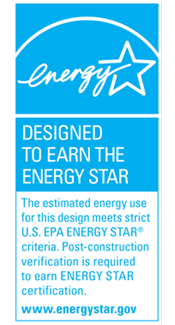 energy
DESIGNED
TO EARN THE
ENERGY STAR
The estimated energy use
for this design meets strict
U.S. EPA ENERGY STAR®
criteria. Post-construction
verification is required
to earn ENERGY STAR
certification.
www.energystar.gov